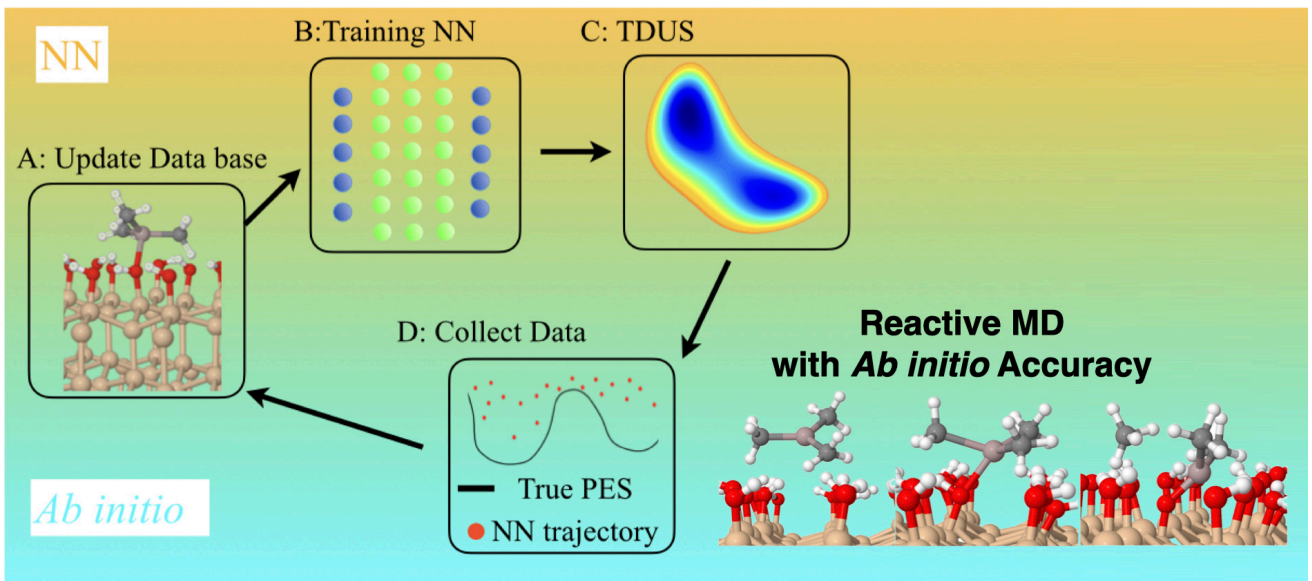 NN
B:Training NN
C: TDUS
A: Update Data base
D: Collect Data
True PES
NN trajectory
Reactive MD
with Ab initio Accuracy
Ab initio